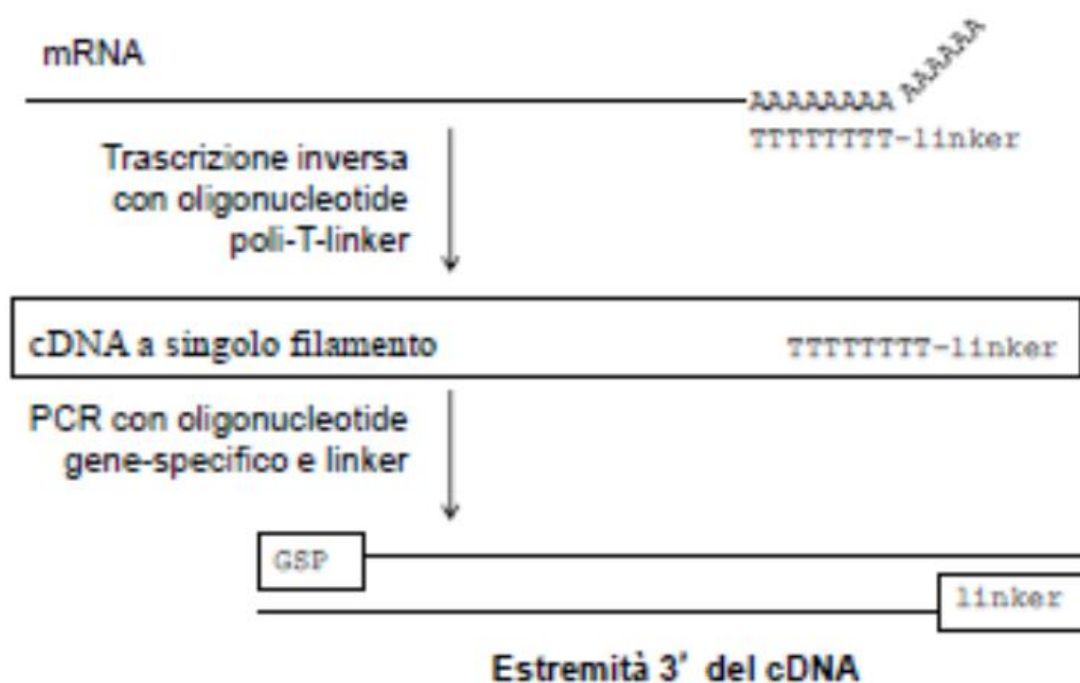 mRNA
AAAAAAAA AAAAAA
TTTTTTTT-linker
Trascrizione inversa
con oligonucleotide
poli-T-linker
cDNA a singolo filamento TTTTTTTT-linker
PCR con oligonucleotide
gene-specifico e linker
GSP
linker
Estremità 3' del cDNA